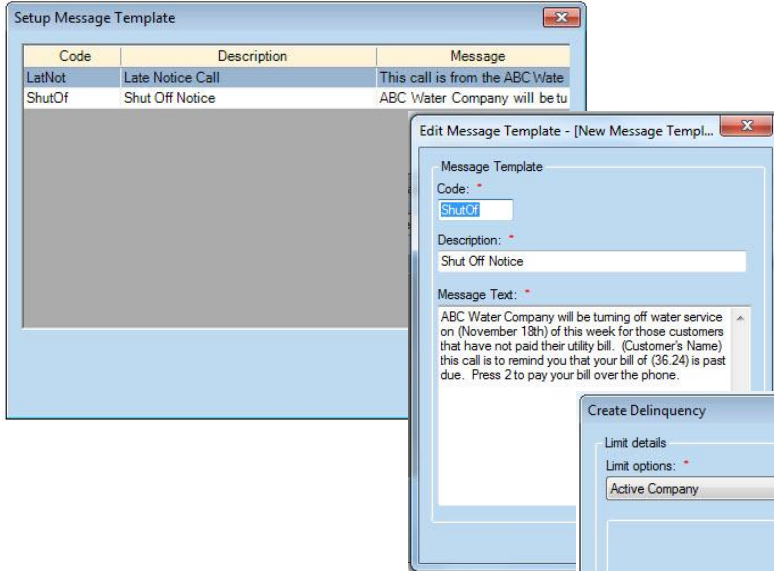 Setup Message Template
Code Description Message
LatNot Late Notice Call This call is from the ABC Wate
ShutOf Shut Off Notice ABC Water Company will be tu
Edit Message Template - [New Message Templ...
Message Template
Code: *
ShutOf
Description: *
Shut Off Notice
Message Text: *
ABC Water Company will be turning off water service
on (November 18th) of this week for those customers
that have not paid their utility bill. (Customer's Name)
this call is to remind you that your bill of (36.24) is past
due. Press 2 to pay your bill over the phone.
Create Delinquency
Limit details
Limit options: *
Active Company